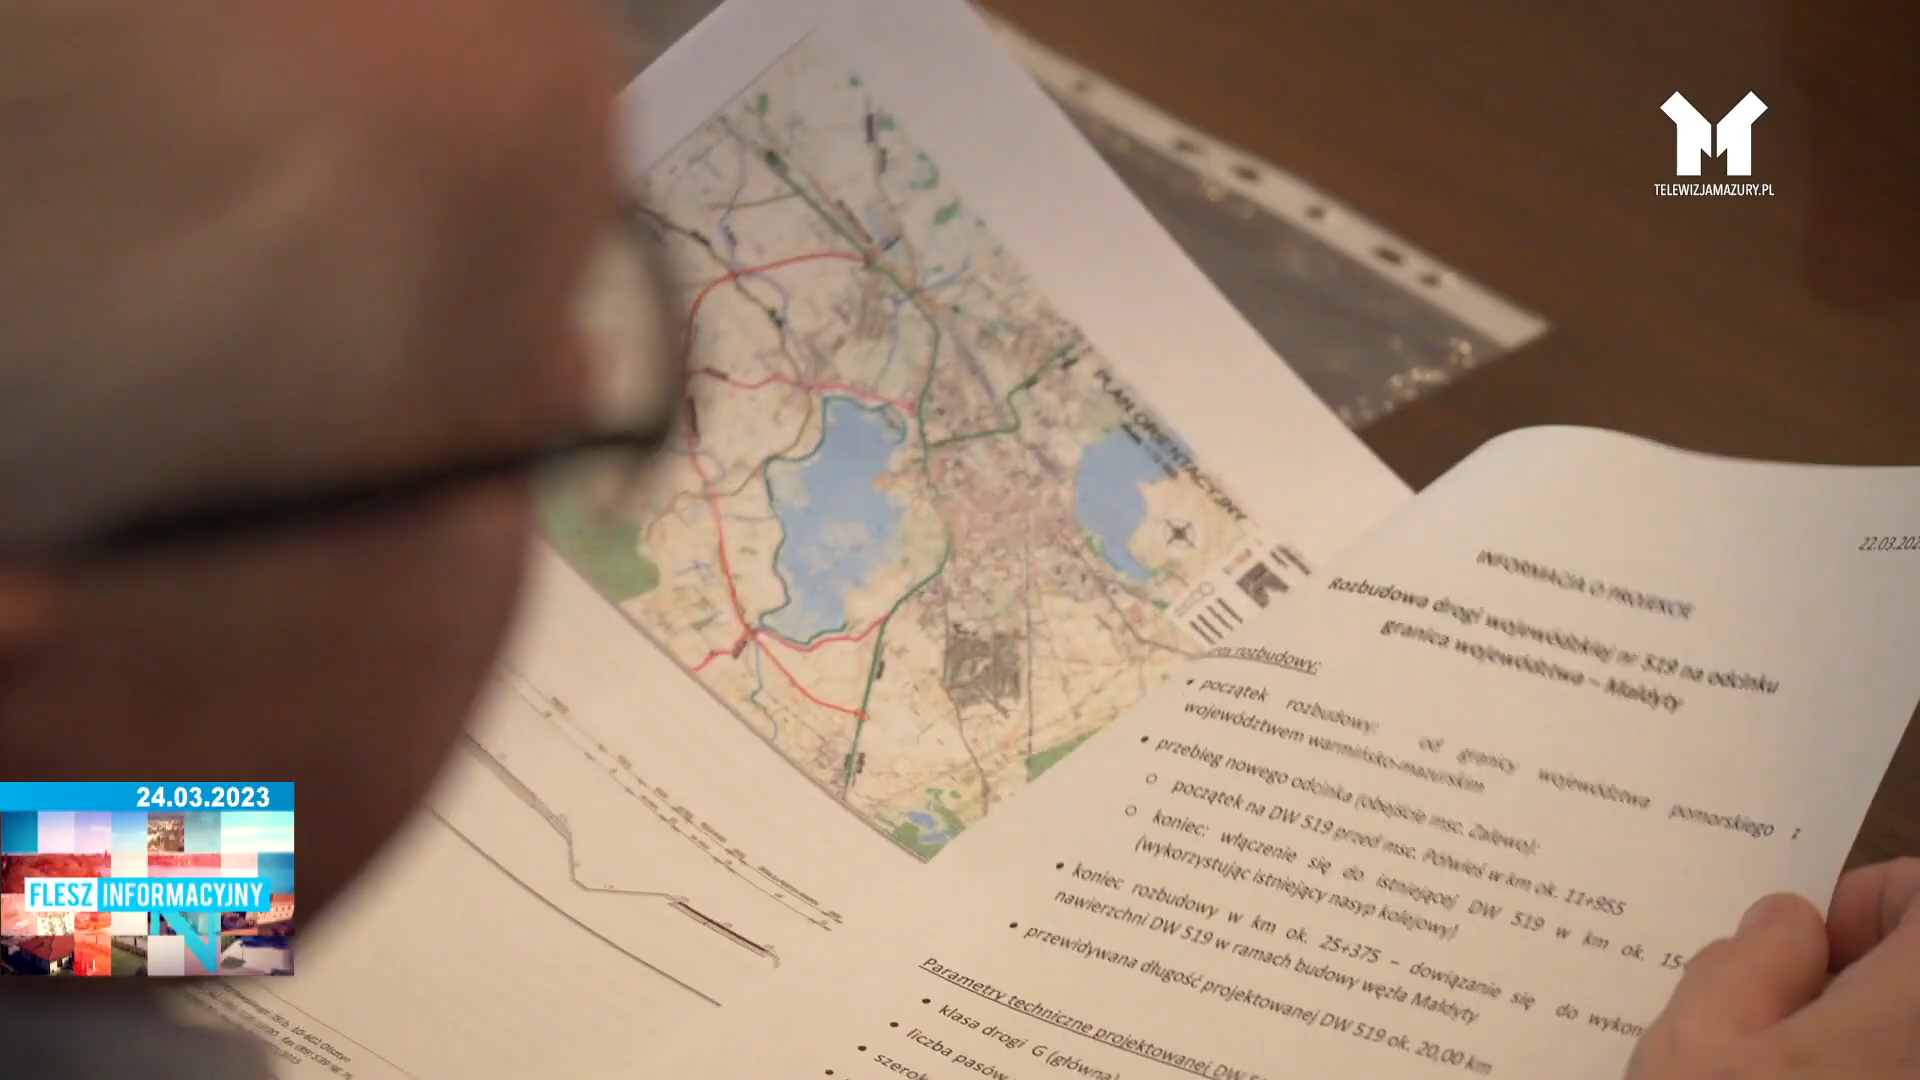 TELEWIZJAMAZURY.PL
PLAN ORIENTACYJNY
22.03.202
INFORMACJA O PROJEKCIE
Rozbudowa drogi wojewódzkiej nr 519 na odcinku
granica województwa – Małdyty
rozbudowy:
• początek rozbudowy: od granicy województwa pomorskiego z
województwem warmińsko-mazurskim
• przebieg nowego odcinka (obejście msc. Zalewo):
○ początek na DW 519 przed msc. Półwieś w km ok. 11+955
○ koniec: włączenie się do istniejącej DW 519 w km ok. 15+
(wykorzystując istniejący nasyp kolejowy)
• koniec rozbudowy w km ok. 25+375 – dowiązanie się do wykon
nawierzchni DW 519 w ramach budowy węzła Małdyty
• przewidywana długość projektowanej DW 519 ok. 20,00 km
Parametry techniczne projektowanej DW 5
• klasa drogi G (główna)
• liczba pasów
• szerok
24.03.2023
FLESZ INFORMACYJNY